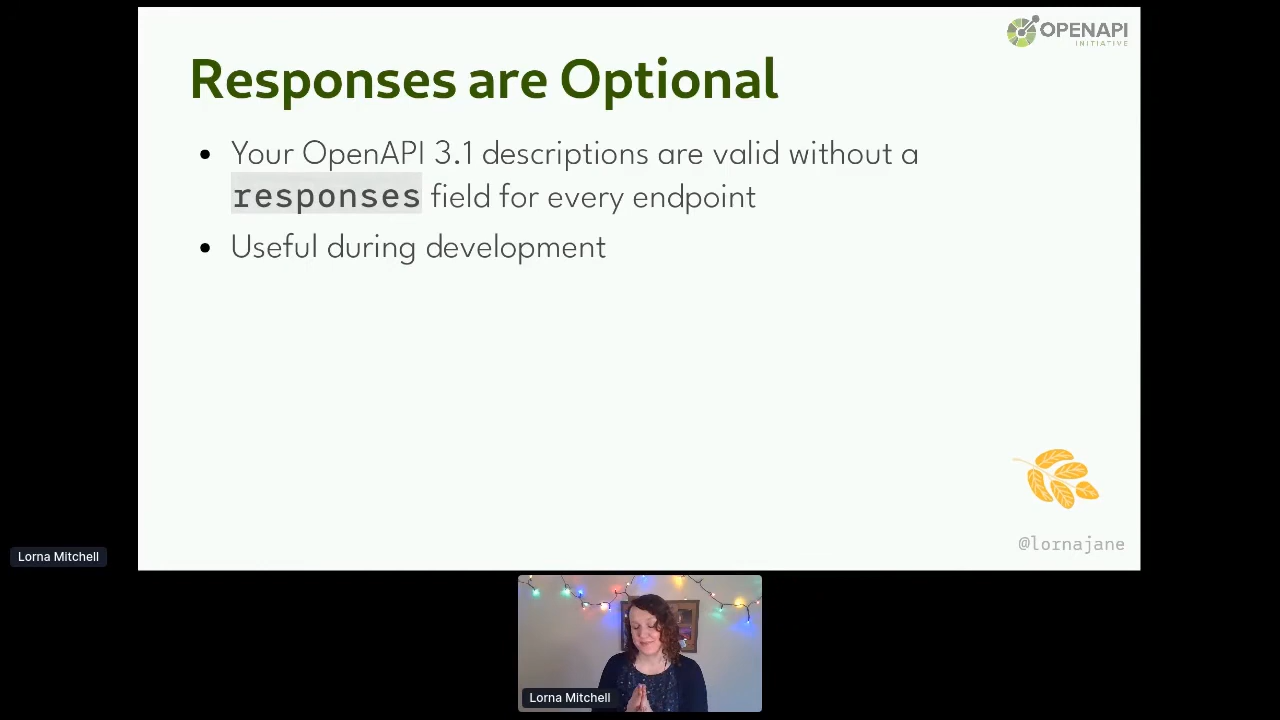 OPENAPI
INITIATIVE
Responses are Optional
Your OpenAPI 3.1 descriptions are valid without a
responses field for every endpoint
Useful during development
@lornajane
Lorna Mitchell
Lorna Mitchell